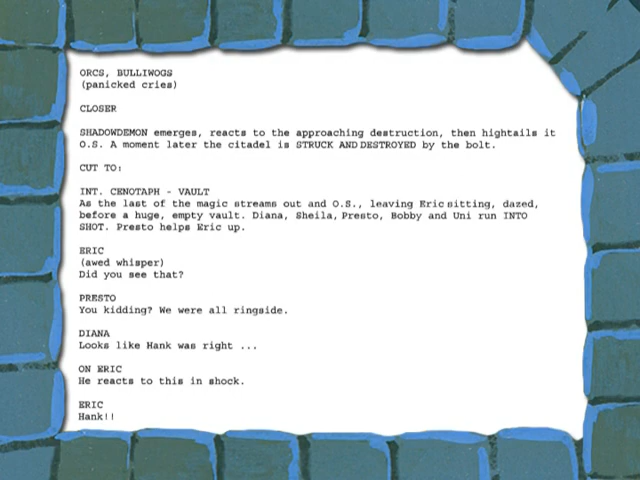 ORCS, BULLIWOGS
(panicked cries)
CLOSER
SHADOWDEMON emerges, reacts to the approaching destruction, then hightails it
O.S. A moment later the citadel is STRUCK AND DESTROYED by the bolt.
CUT TO:
INT. CENOTAPH - VAULT
As the last of the magic streams out and O.S., leaving Eric sitting, dazed,
before a huge, empty vault. Diana, Sheila, Presto, Bobby and Uni run INTO
SHOT. Presto helps Eric up.
ERIC
(awed whisper)
Did you see that?
PRESTO
You kidding? We were all ringside.
DIANA
Looks like Hank was right ...
ON ERIC
He reacts to this in shock.
ERIC
Hank!!